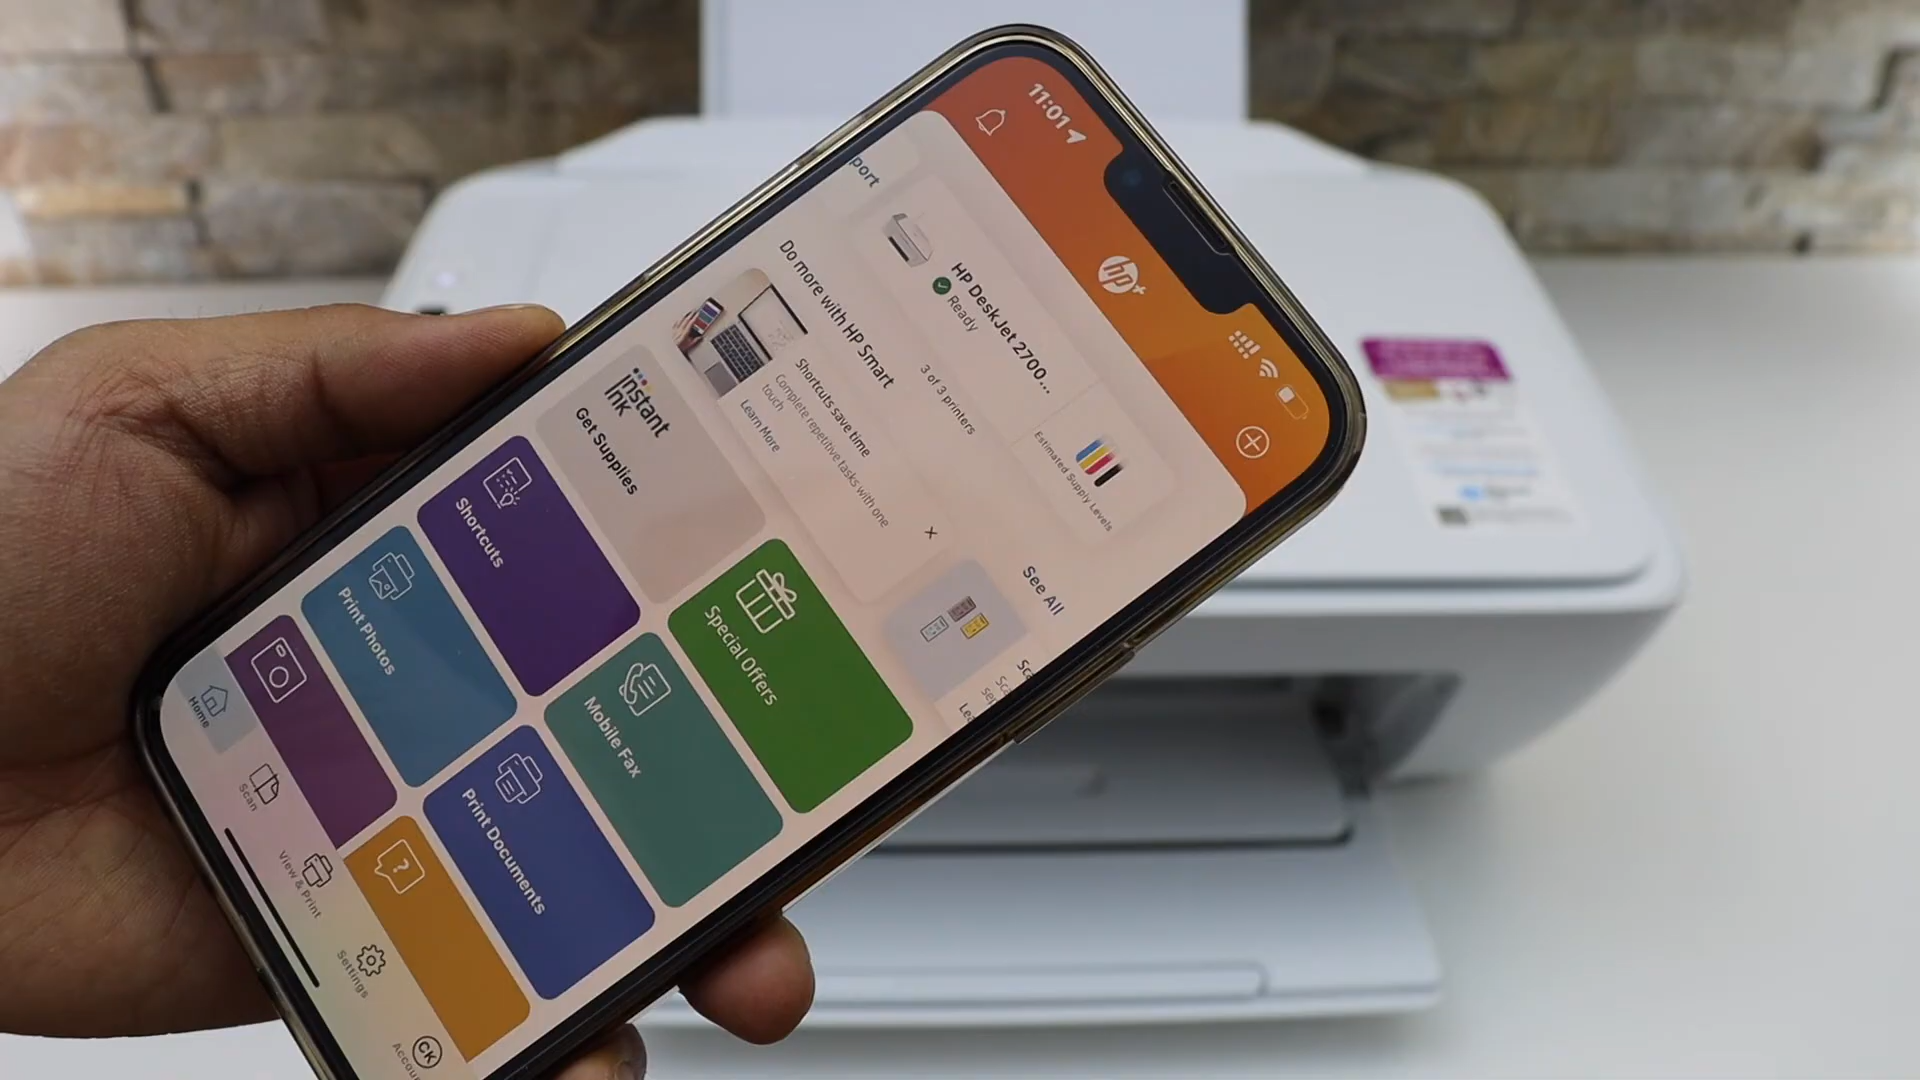 11:01
hp+
port
HP DeskJet 2700...
Ready
3 of 3 printers
Estimated Supply Levels
Do more with HP Smart
See All
Shortcuts save time
Complete repetitive tasks with one
touch
Learn More
Instant
Ink
Get Supplies
Special Offers
Shortcuts
Mobile Fax
Print Photos
Print Documents
Home
Scan
View & Print
Settings
CK